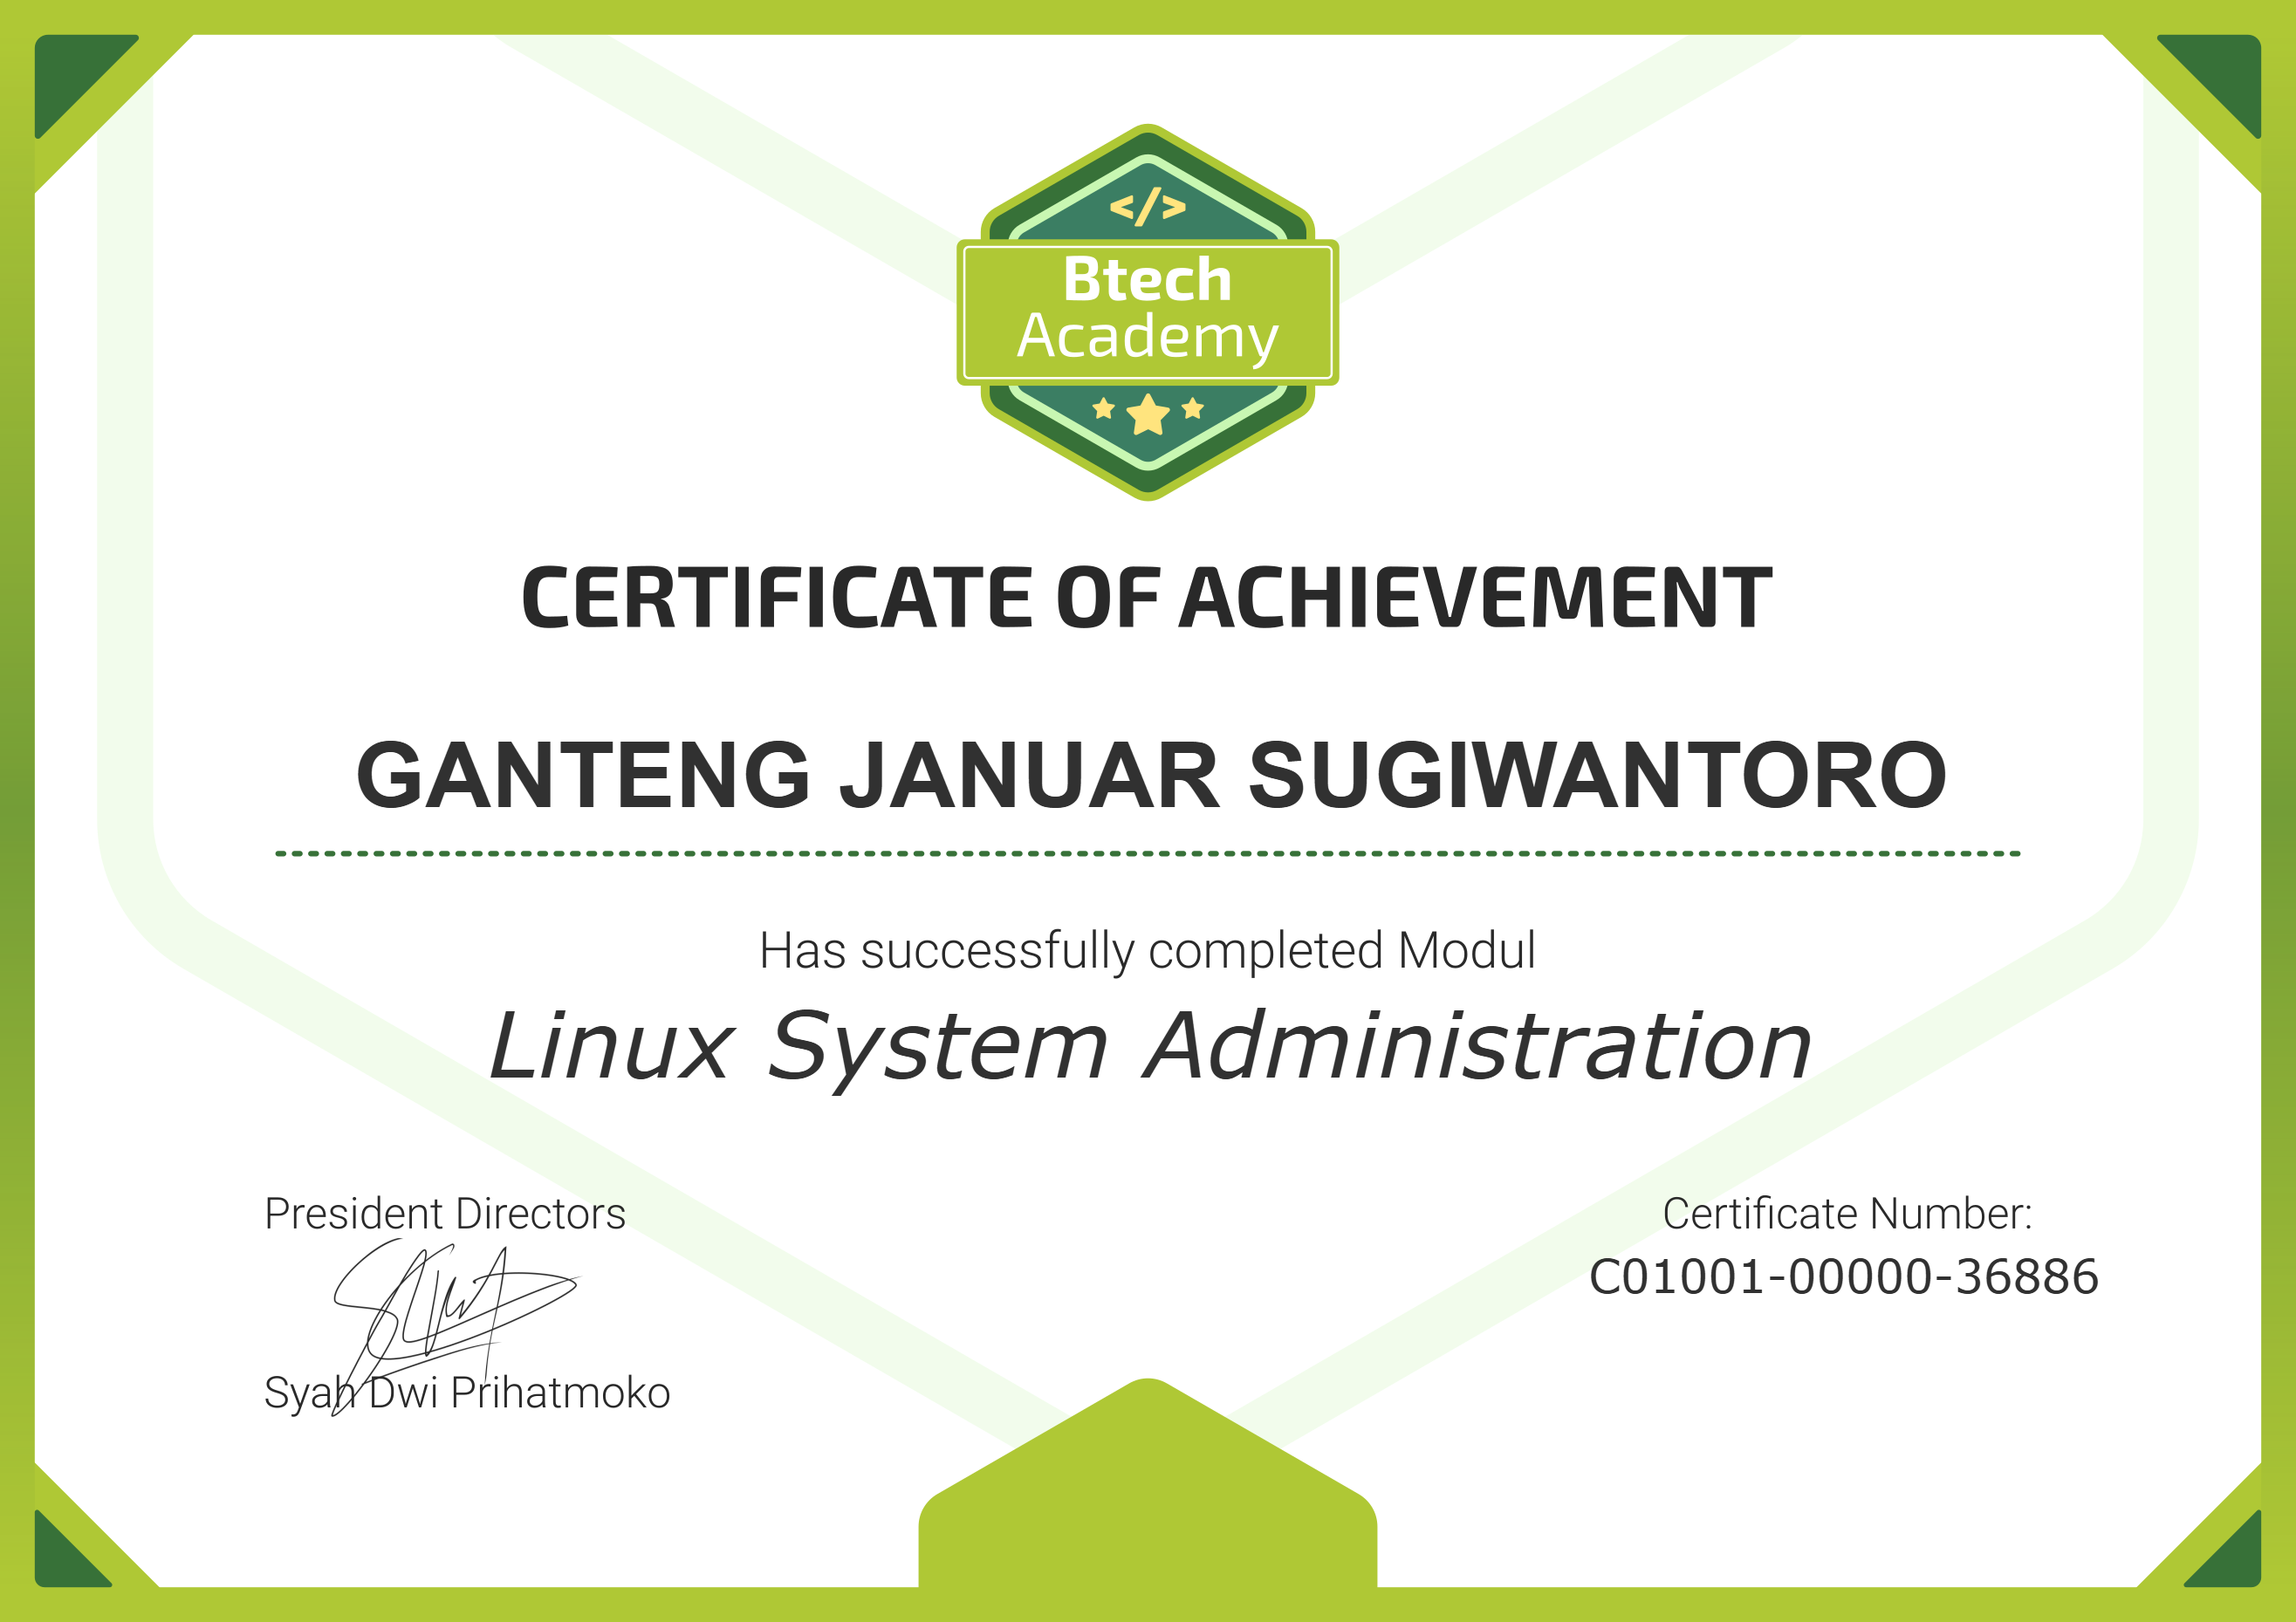 </>
Btech
Academy
CERTIFICATE OF ACHIEVEMENT
GANTENG JANUAR SUGIWANTORO
Has successfully completed Modul
Linux System Administration
President Directors
Syah Dwi Prihatmoko
Certificate Number:
C01001-00000-36886